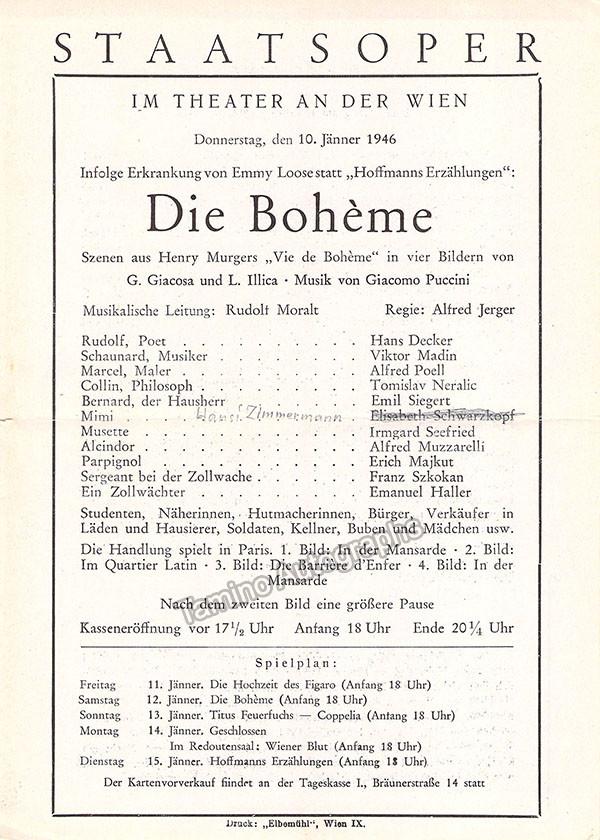 STAATSOPER
IM THEATER AN DER WIEN
Donnerstag, den 10. Jänner 1946
Infolge Erkrankung von Emmy Loose statt „Hoffmanns Erzählungen“:
Die Bohème
Szenen aus Henry Murgers „Vie de Bohème“ in vier Bildern von
G. Giacosa und L. Illica · Musik von Giacomo Puccini
Musikalische Leitung: Rudolf Moralt Regie: Alfred Jerger
Rudolf, Poet . . . . . . . . . . Hans Decker
Schaunard, Musiker . . . . . . . . Viktor Madin
Marcel, Maler . . . . . . . . . . Alfred Poell
Collin, Philosoph . . . . . . . . . Tomislav Neralic
Bernard, der Hausherr . . . . . . . Emil Siegert
Mimi . Hansi Zimmermann . Elisabeth Schwarzkopf
Musette . . . . . . . . . . . . Irmgard Seefried
Alcindor . . . . . . . . . . . . Alfred Muzzarelli
Parpignol . . . . . . . . . . . Erich Majkut
Sergeant bei der Zollwache . . . . . . Franz Szkokan
Ein Zollwächter . . . . . . . . . Emanuel Haller
Studenten, Näherinnen, Hutmacherinnen, Bürger, Verkäufer in
Läden und Hausierer, Soldaten, Kellner, Buben und Mädchen usw.
Die Handlung spielt in Paris. 1. Bild: In der Mansarde · 2. Bild:
Im Quartier Latin · 3. Bild: Die Barrière d'Enfer · 4. Bild: In der
Mansarde
Tamino Autographs
Nach dem zweiten Bild eine größere Pause
Kasseneröffnung vor 17 1/2 Uhr Anfang 18 Uhr Ende 20 1/4 Uhr
Spielplan:
Freitag 11. Jänner. Die Hochzeit des Figaro (Anfang 18 Uhr)
Samstag 12. Jänner. Die Bohème (Anfang 18 Uhr)
Sonntag 13. Jänner. Titus Feuerfuchs — Coppelia (Anfang 18 Uhr)
Montag 14. Jänner. Geschlossen
Im Redoutensaal: Wiener Blut (Anfang 18 Uhr)
Dienstag 15. Jänner. Hoffmanns Erzählungen (Anfang 18 Uhr)
Der Kartenvorverkauf fiindet an der Tageskasse I., Bräunerstraße 14 statt
Druck: „Elbemühl“, Wien IX.